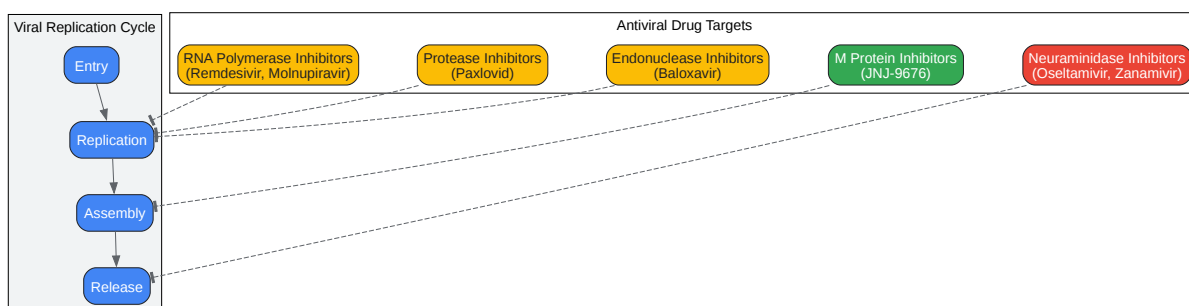 Viral Replication Cycle
Entry
Replication
Assembly
Release
Antiviral Drug Targets
RNA Polymerase Inhibitors
(Remdesivir, Molnupiravir)
Protease Inhibitors
(Paxlovid)
Endonuclease Inhibitors
(Baloxavir)
M Protein Inhibitors
(JNJ-9676)
Neuraminidase Inhibitors
(Oseltamivir, Zanamivir)